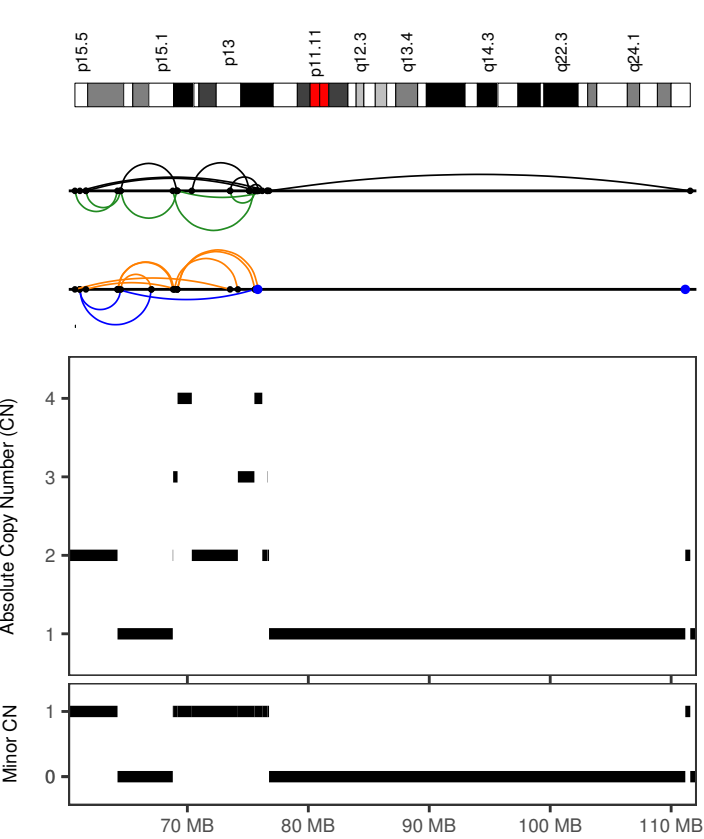 p15.5 p15.1 p13 p11.11 q12.3 q13.4 q14.3 q22.3 q24.1
Absolute Copy Number (CN)
4
3
2
1
Minor CN
1
0
70 MB 80 MB 90 MB 100 MB 110 MB